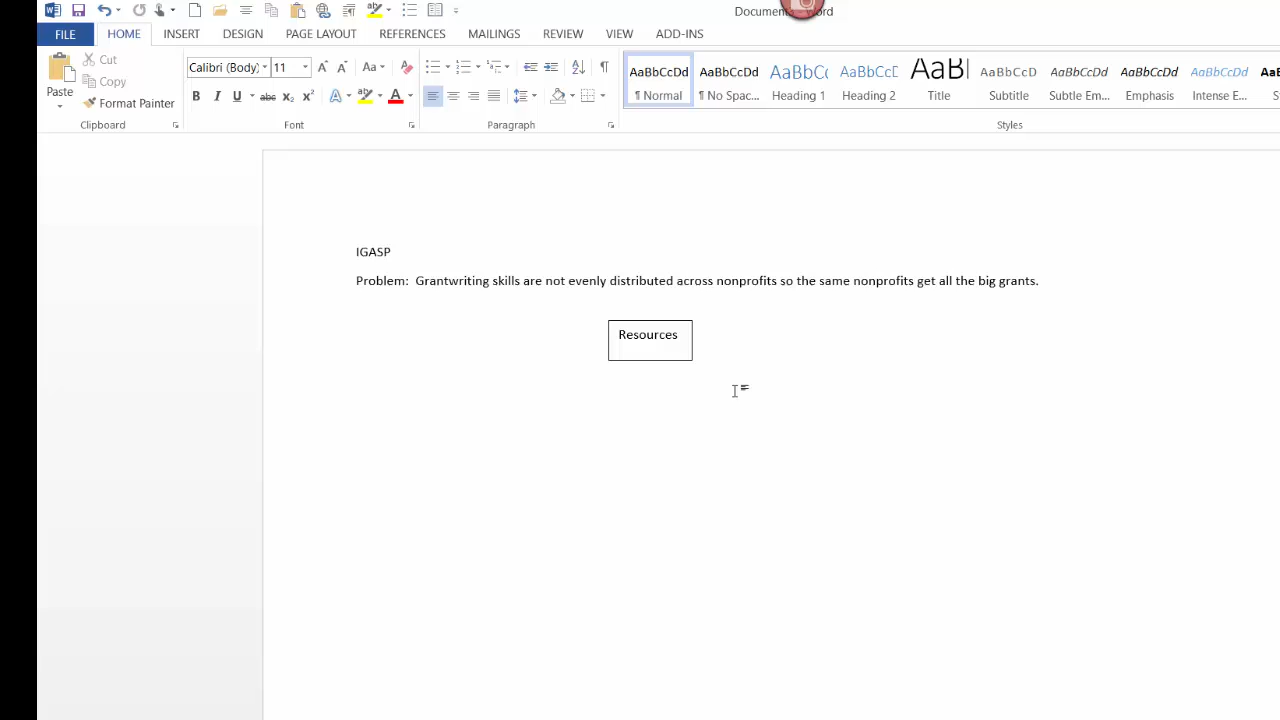 Document Word
FILE HOME INSERT DESIGN PAGE LAYOUT REFERENCES MAILINGS REVIEW VIEW ADD-INS
Cut
Copy
Paste
Format Painter
Clipboard
Calibri (Body) 11
Font
Paragraph
AaBbCcDd AaBbCcDd AaBbC AaBbCc AaB AaBbCcD AaBbCcDd AaBbCcDd AaBbCcDd
¶ Normal ¶ No Spac... Heading 1 Heading 2 Title Subtitle Subtle Em... Emphasis Intense E...
Styles
IGASP
Problem: Grantwriting skills are not evenly distributed across nonprofits so the same nonprofits get all the big grants.
Resources